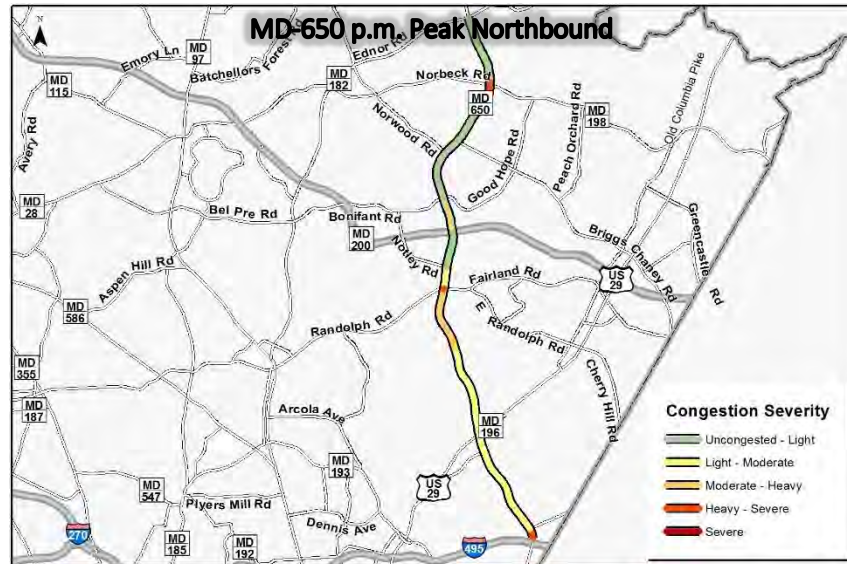 MD-650 p.m. Peak Northbound
N
Emory Ln
MD
97
Batchellors Forest Rd
Ednor Rd
MD
115
MD
182
Norbeck Rd
MD
650
MD
198
Old Columbia Pike
Avery Rd
Norwood Rd
Good Hope Rd
Peach Orchard Rd
MD
28
Bel Pre Rd
Bonifant Rd
MD
200
Notley Rd
Briggs Chaney Rd
Greencastle Rd
Aspen Hill Rd
Fairland Rd
US
29
MD
586
Randolph Rd
E Randolph Rd
MD
355
MD
187
Cherry Hill Rd
Arcola Ave
MD
196
MD
193
US
29
MD
547
Plyers Mill Rd
Dennis Ave
270
MD
185
MD
192
495
Congestion Severity
Uncongested - Light
Light - Moderate
Moderate - Heavy
Heavy - Severe
Severe